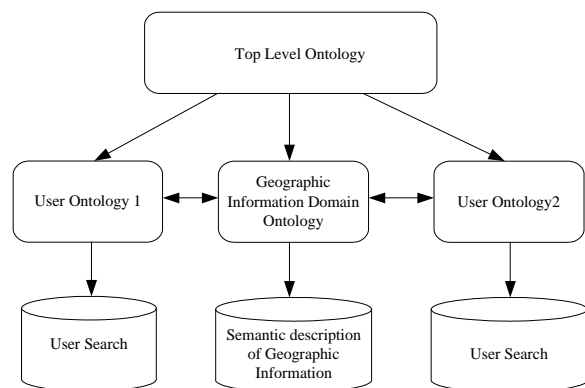 Top Level Ontology
User Ontology 1
Geographic
Information Domain
Ontology
User Ontology2
User Search
Semantic description
of Geographic
Information
User Search